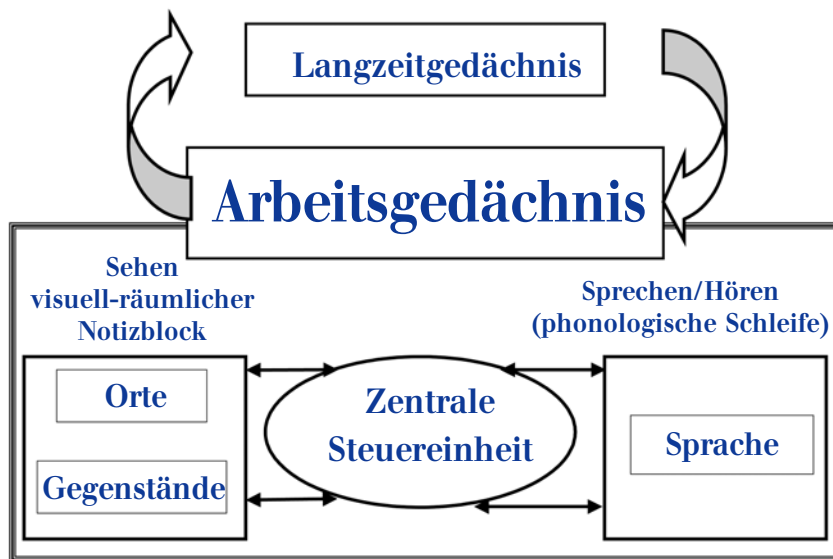 Langzeitgedächnis
Arbeitsgedächnis
Sehen
visuell-räumlicher
Notizblock
Sprechen/Hören
(phonologische Schleife)
Orte
Gegenstände
Zentrale
Steuereinheit
Sprache